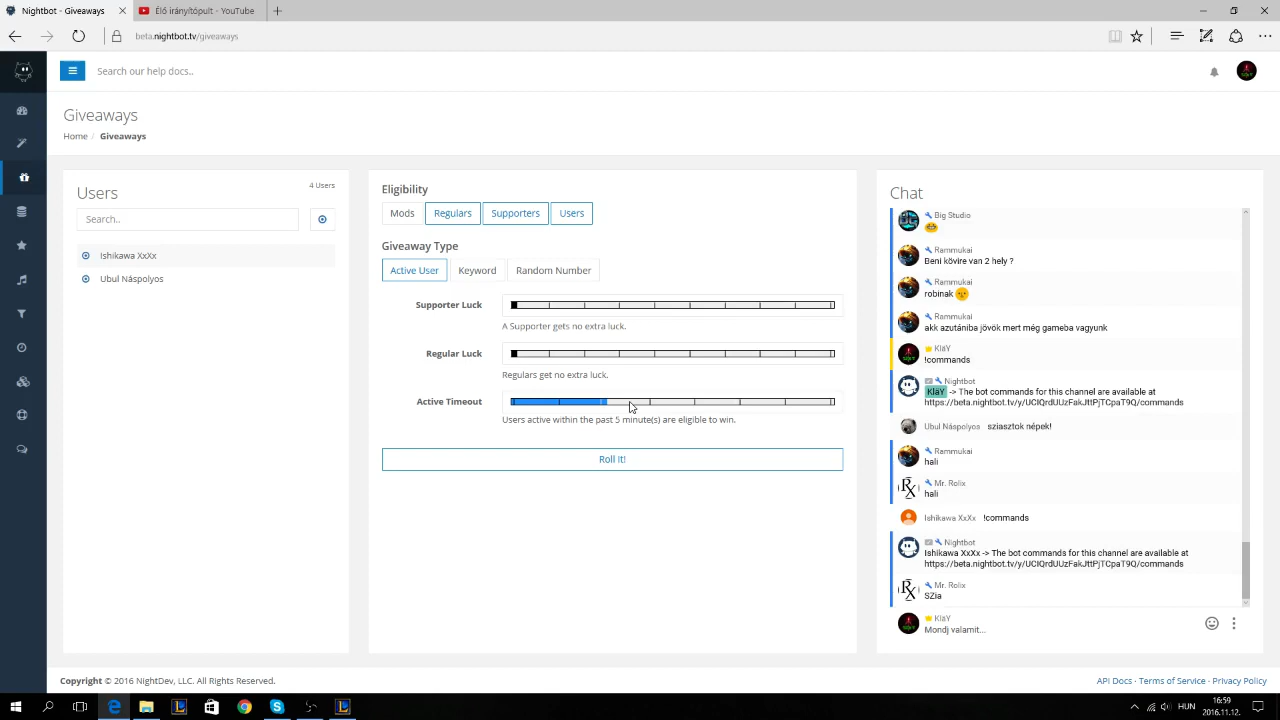 Nightbot - Giveaways
Élő irányítópult - YouTube
beta.nightbot.tv/giveaways
Search our help docs..
Giveaways
Home / Giveaways
Users
4 Users
Search..
Ishikawa XxXx
Ubul Náspolyos
Eligibility
Mods
Regulars
Supporters
Users
Giveaway Type
Active User
Keyword
Random Number
Supporter Luck
A Supporter gets no extra luck.
Regular Luck
Regulars get no extra luck.
Active Timeout
Users active within the past 5 minute(s) are eligible to win.
Roll It!
Chat
Big Studio
Rammukai
Beni kövire van 2 hely ?
Rammukai
robinak
Rammukai
akk azutániba jövök mert még gameba vagyunk
KlaY
!commands
Nightbot
KlaY -> The bot commands for this channel are available at
https://beta.nightbot.tv/y/UCIQrdUUzFakJttPjTCpaT9Q/commands
Ubul Náspolyos sziasztok népek!
Rammukai
hali
Mr. Rolix
hali
Ishikawa XxXx !commands
Nightbot
Ishikawa XxXx -> The bot commands for this channel are available at
https://beta.nightbot.tv/y/UCIQrdUUzFakJttPjTCpaT9Q/commands
Mr. Rolix
SZia
KlaY
Mondj valamit...
Copyright © 2016 NightDev, LLC. All Rights Reserved.
API Docs - Terms of Service - Privacy Policy
HUN
16:59
2016.11.12.